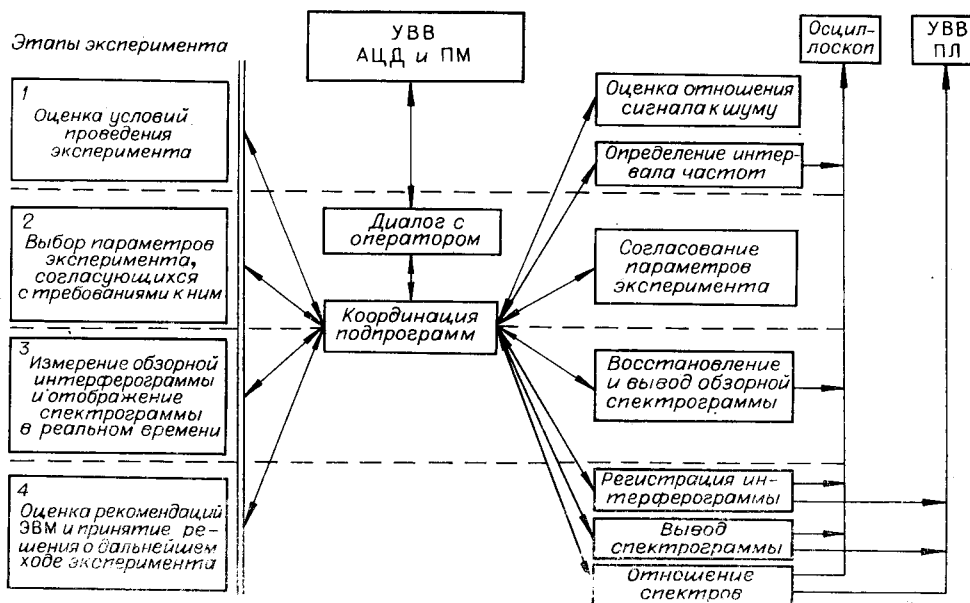 Этапы эксперимента
УВВ
АЦД и ПМ
Осцил-
лоскоп
УВВ
ПЛ
1
Оценка условий
проведения
эксперимента
2
Выбор параметров
эксперимента,
согласующихся
с требованиями к ним
3
Измерение обзорной
интерферограммы
и отображение
спектрограммы
в реальном времени
4
Оценка рекомендаций
ЭВМ и принятие ре-
шения о дальнейшем
ходе эксперимента
Диалог с
оператором
Координация
подпрограмм
Оценка отношения
сигнала к шуму
Определение интер-
вала частот
Согласование
параметров
эксперимента
Восстановление
и вывод обзорной
спектрограммы
Регистрация ин-
терферограммы
Вывод
спектрограммы
Отношение
спектров